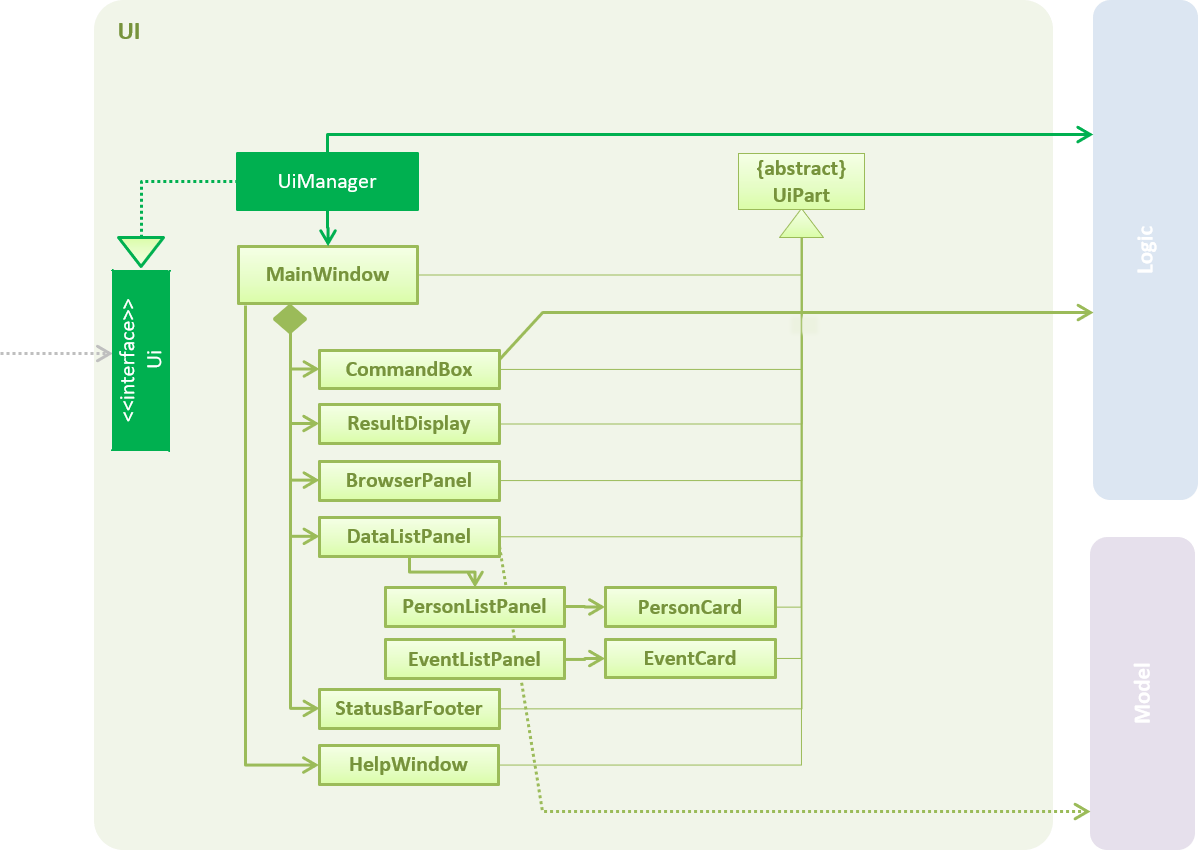 UI
UiManager
{abstract}
UiPart
Logic
MainWindow
<<interface>>
Ui
CommandBox
ResultDisplay
BrowserPanel
DataListPanel
PersonListPanel
PersonCard
EventListPanel
EventCard
StatusBarFooter
HelpWindow
Model